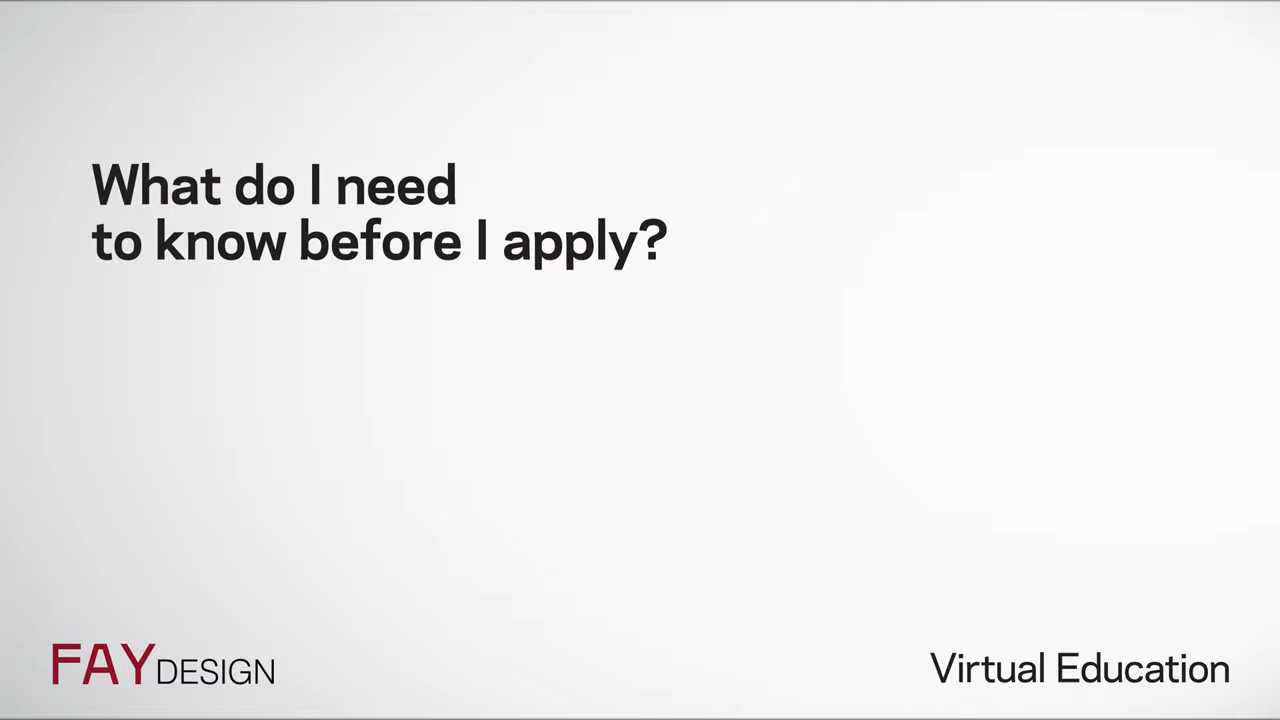 What do I need
to know before I apply?
FAY DESIGN
Virtual Education